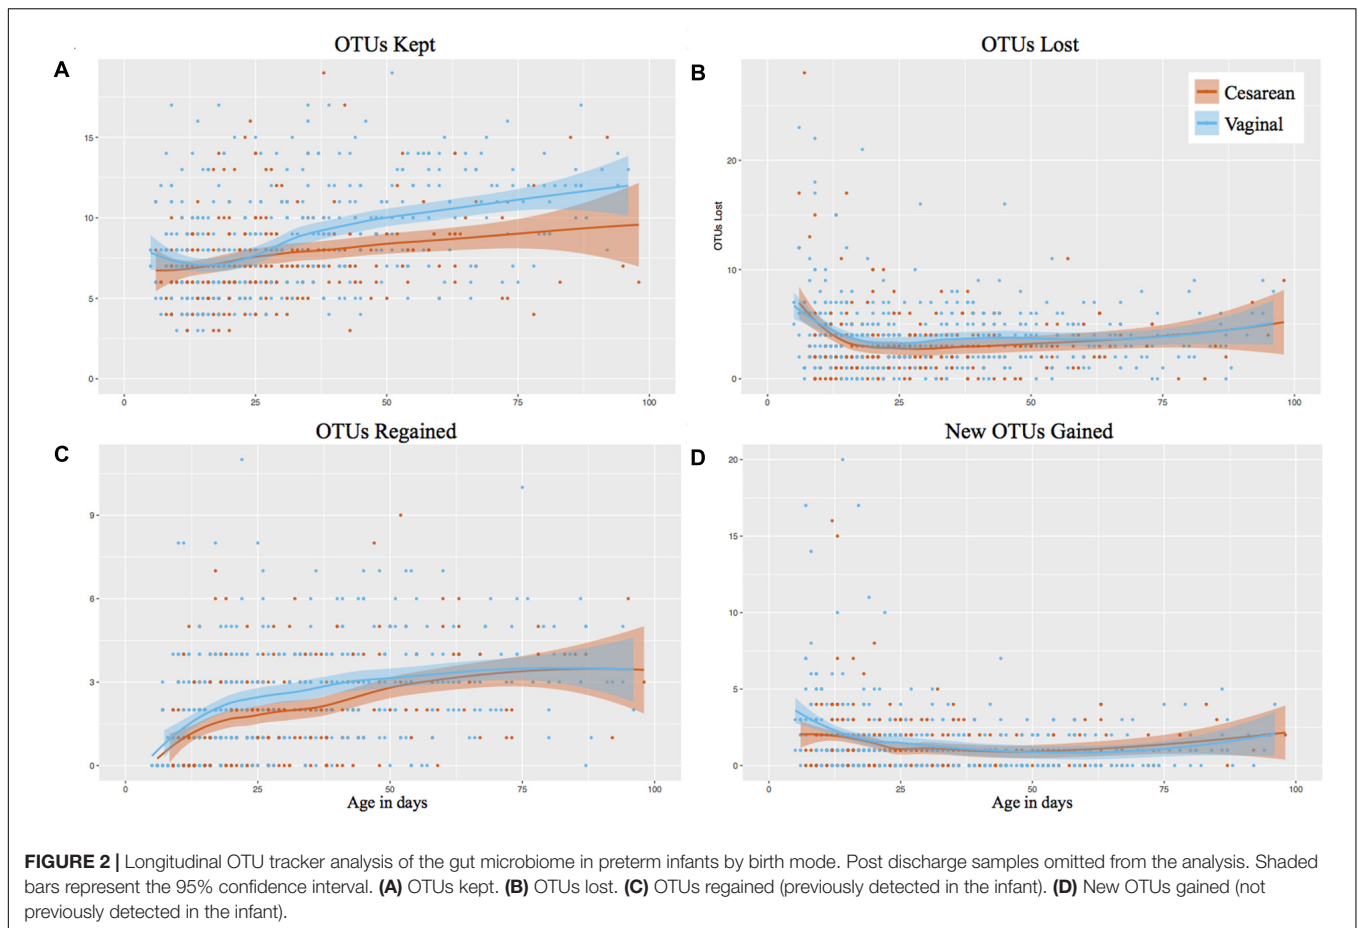 OTUs Kept
A
15
10
5
0
0 25 50 75 100
OTUs Lost
B
Cesarean
Vaginal
OTUs Lost
20
10
0
0 25 50 75 100
OTUs Regained
C
9
6
3
0
0 25 50 75 100
Age in days
New OTUs Gained
D
20
15
10
5
0
0 25 50 75 100
Age in days
FIGURE 2 | Longitudinal OTU tracker analysis of the gut microbiome in preterm infants by birth mode. Post discharge samples omitted from the analysis. Shaded
bars represent the 95% confidence interval. (A) OTUs kept. (B) OTUs lost. (C) OTUs regained (previously detected in the infant). (D) New OTUs gained (not
previously detected in the infant).